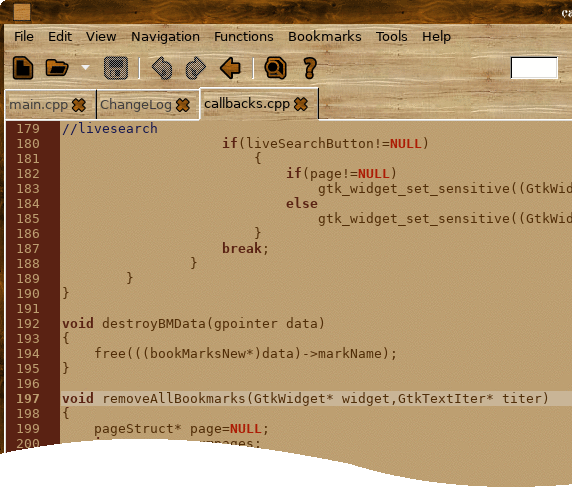 File Edit View Navigation Functions Bookmarks Tools Help
main.cpp ChangeLog callbacks.cpp
179 //livesearch
180 if(liveSearchButton!=NULL)
181 {
182 if(page!=NULL)
183 gtk_widget_set_sensitive((GtkWid
184 else
185 gtk_widget_set_sensitive((GtkWid
186 }
187 break;
188 }
189 }
190 }
191
192 void destroyBMData(gpointer data)
193 {
194 free(((bookMarksNew*)data)->markName);
195 }
196
197 void removeAllBookmarks(GtkWidget* widget,GtkTextIter* titer)
198 {
199 pageStruct* page=NULL;
200